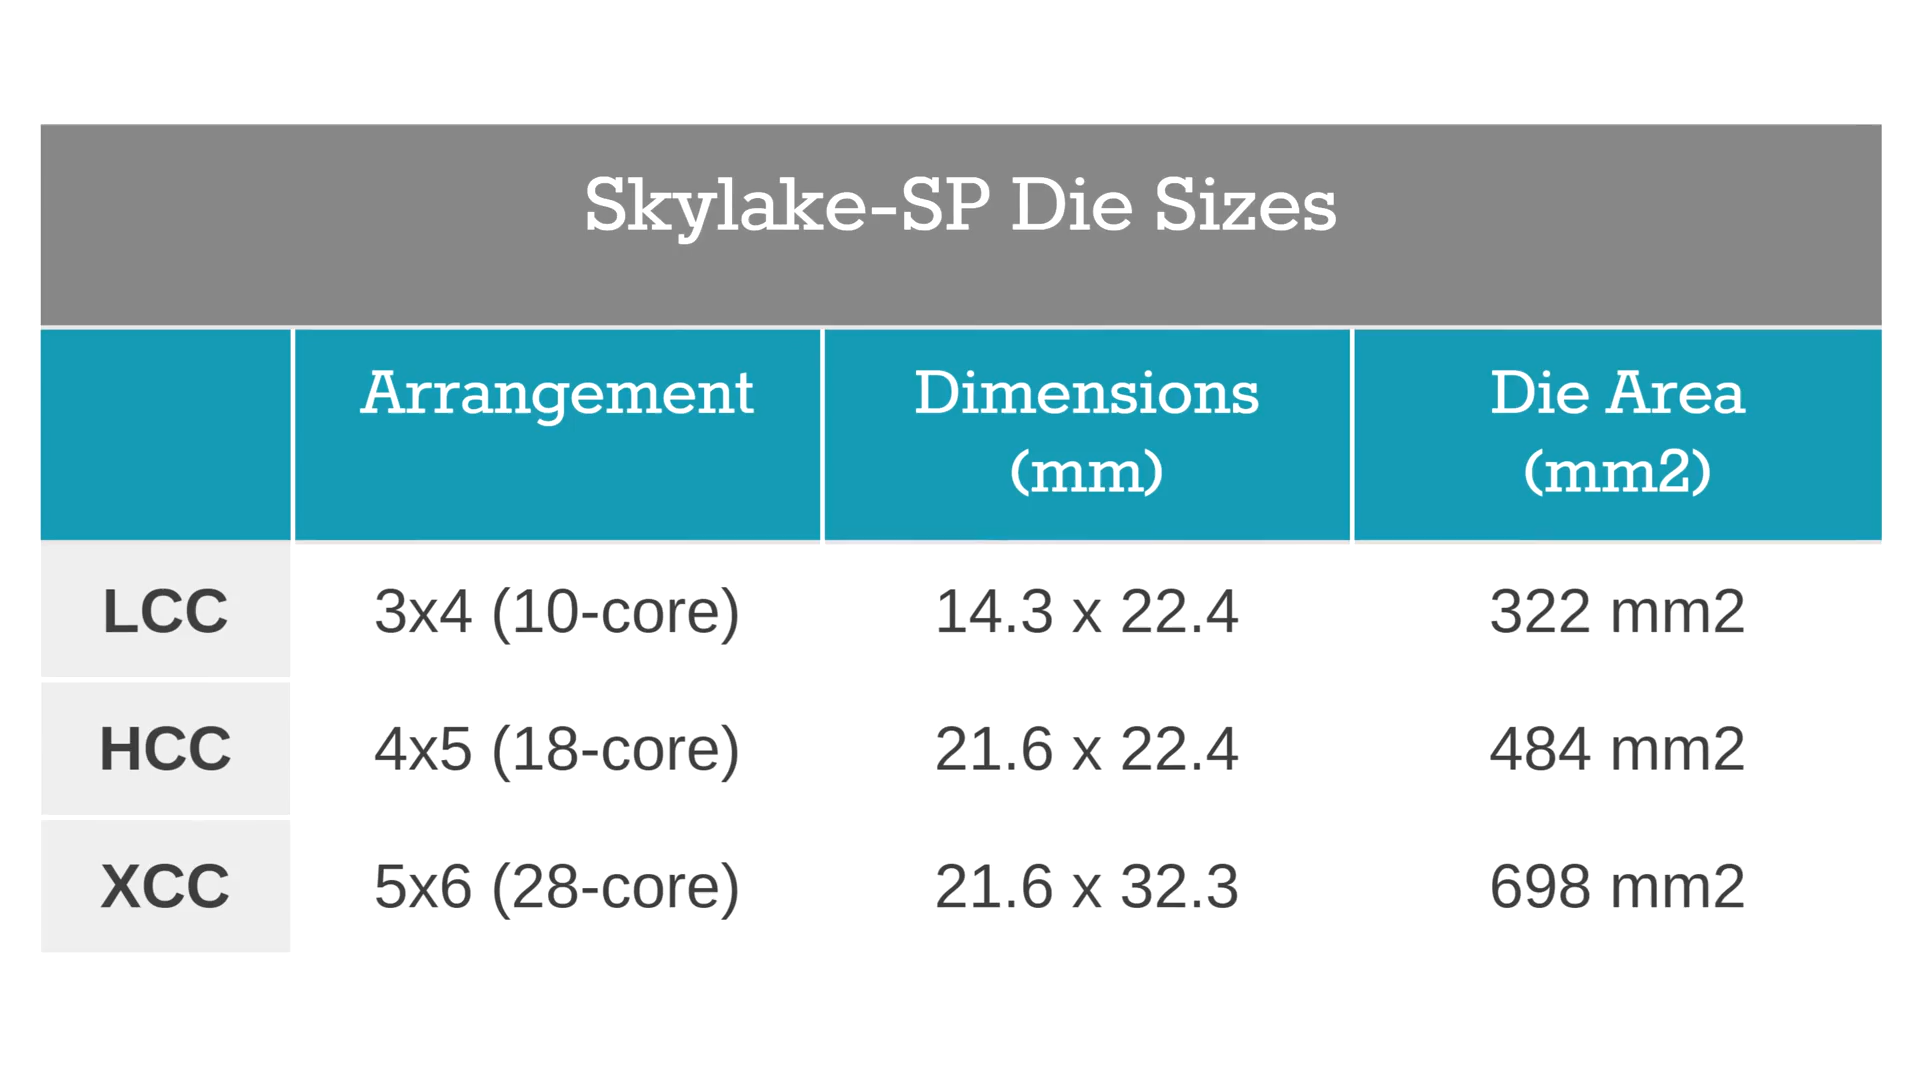 Skylake-SP Die Sizes
Arrangement
Dimensions
(mm)
Die Area
(mm2)
LCC 3x4 (10-core) 14.3 x 22.4 322 mm2
HCC 4x5 (18-core) 21.6 x 22.4 484 mm2
XCC 5x6 (28-core) 21.6 x 32.3 698 mm2